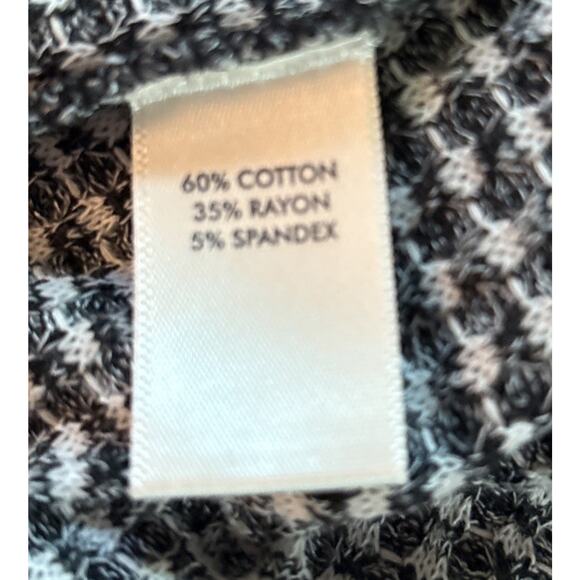 60% COTTON
35% RAYON
5% SPANDEX